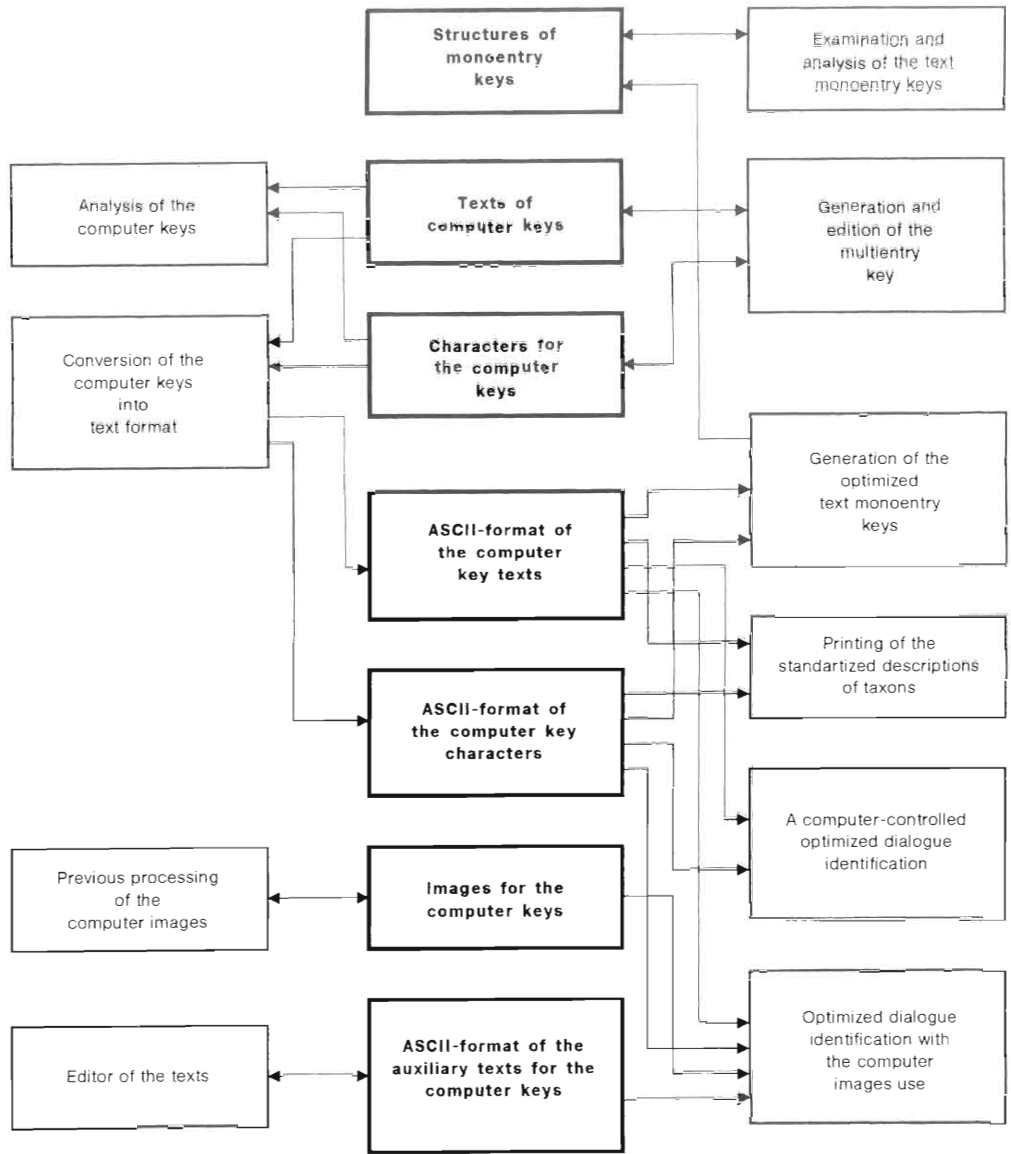 Structures of
monoentry
keys
Examination and
analysis of the text
monoentry keys
Analysis of the
computer keys
Texts of
computer keys
Generation and
edition of the
multientry
key
Conversion of the
computer keys
into
text format
Characters for
the computer
keys
Generation of the
optimized
text monoentry
keys
ASCII-format of
the computer
key texts
Printing of the
standartized descriptions
of taxons
ASCII-format of
the computer key
characters
A computer-controlled
optimized dialogue
identification
Previous processing
of the
computer images
Images for the
computer keys
Optimized dialogue
identification with
the computer
images use
Editor of the texts
ASCII-format of the
auxiliary texts for the
computer keys